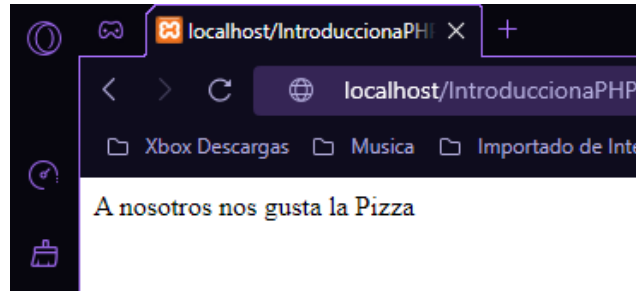 localhost/IntroduccionaPH
localhost/IntroduccionaPHP
Xbox Descargas Musica Importado de Inte
A nosotros nos gusta la Pizza